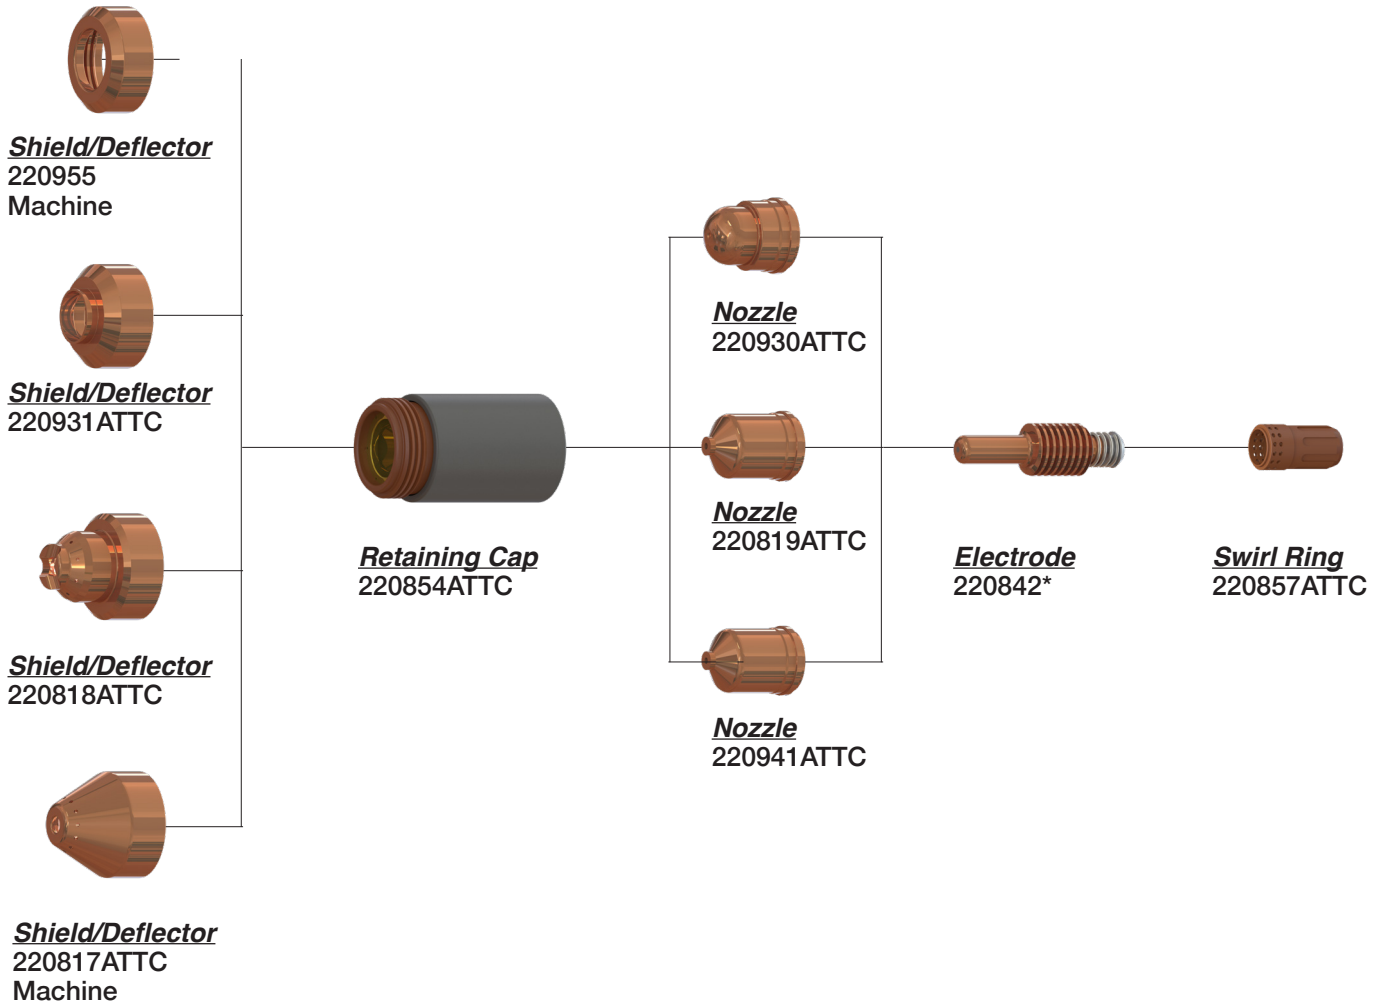 Shield/Deflector
220955
Machine
Shield/Deflector
220931ATTC
Shield/Deflector
220818ATTC
Shield/Deflector
220817ATTC
Machine
Retaining Cap
220854ATTC
Nozzle
220930ATTC
Nozzle
220819ATTC
Nozzle
220941ATTC
Electrode
220842*
Swirl Ring
220857ATTC